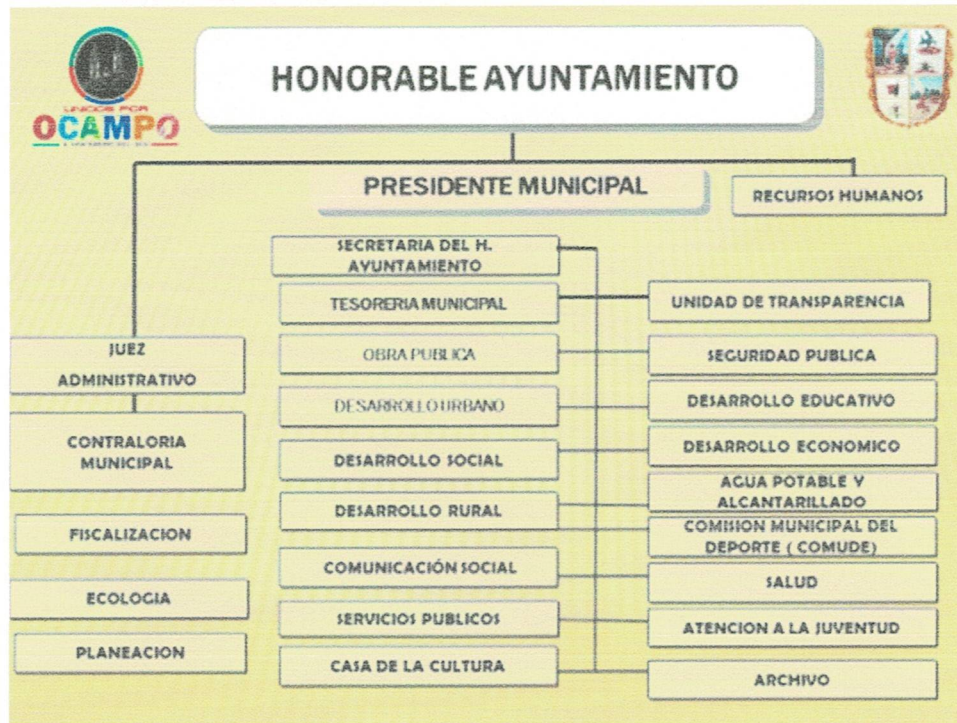 HONORABLE AYUNTAMIENTO
UNIDOS POR
OCAMPO
PRESIDENTE MUNICIPAL
RECURSOS HUMANOS
SECRETARIA DEL H.
AYUNTAMIENTO
TESORERIA MUNICIPAL
UNIDAD DE TRANSPARENCIA
OBRA PUBLICA
SEGURIDAD PUBLICA
JUEZ
ADMINISTRATIVO
DESARROLLO URBANO
DESARROLLO EDUCATIVO
CONTRALORIA
MUNICIPAL
DESARROLLO SOCIAL
DESARROLLO ECONOMICO
AGUA POTABLE Y
ALCANTARILLADO
DESARROLLO RURAL
FISCALIZACION
COMISION MUNICIPAL DEL
DEPORTE ( COMUDE)
COMUNICACIÓN SOCIAL
SALUD
ECOLOGIA
SERVICIOS PUBLICOS
ATENCION A LA JUVENTUD
PLANEACION
CASA DE LA CULTURA
ARCHIVO